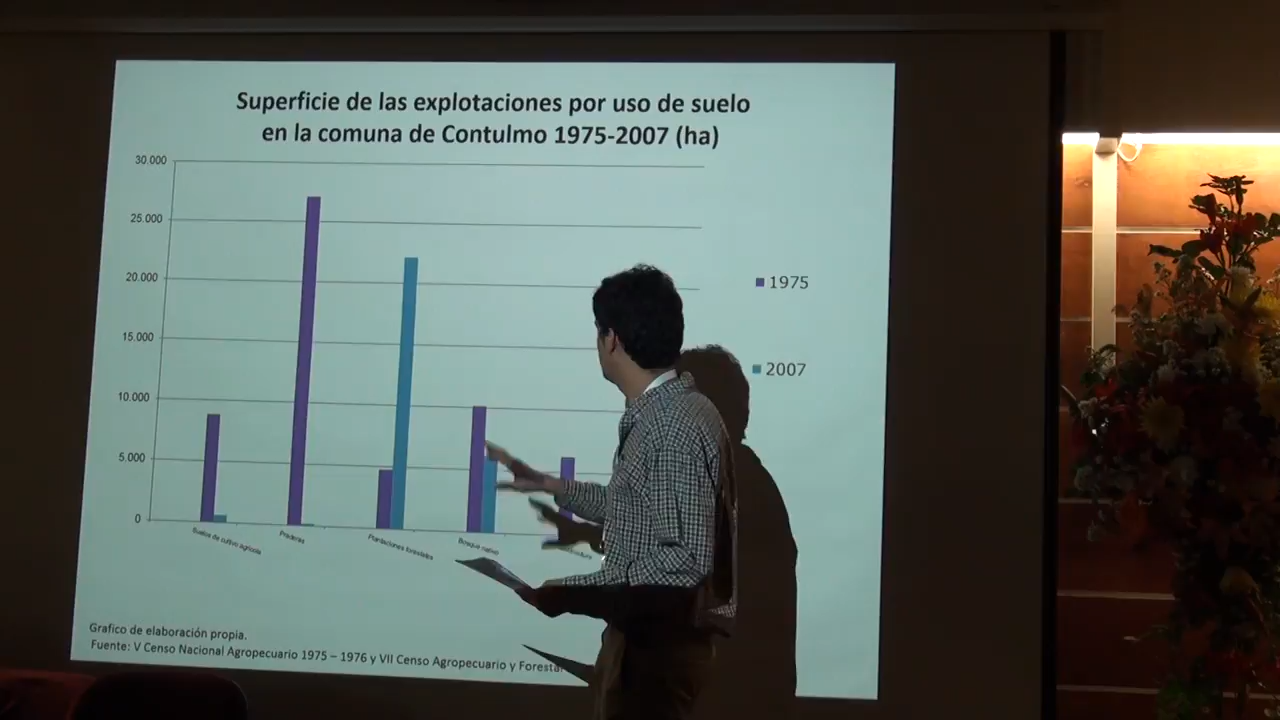 Superficie de las explotaciones por uso de suelo
en la comuna de Contulmo 1975-2007 (ha)
30.000
25.000
20.000
15.000
10.000
5.000
0
1975
2007
Suelos de cultivo agrícola
Praderas
Plantaciones forestales
Bosque nativo
Grafico de elaboración propia.
Fuente: V Censo Nacional Agropecuario 1975 – 1976 y VII Censo Agropecuario y